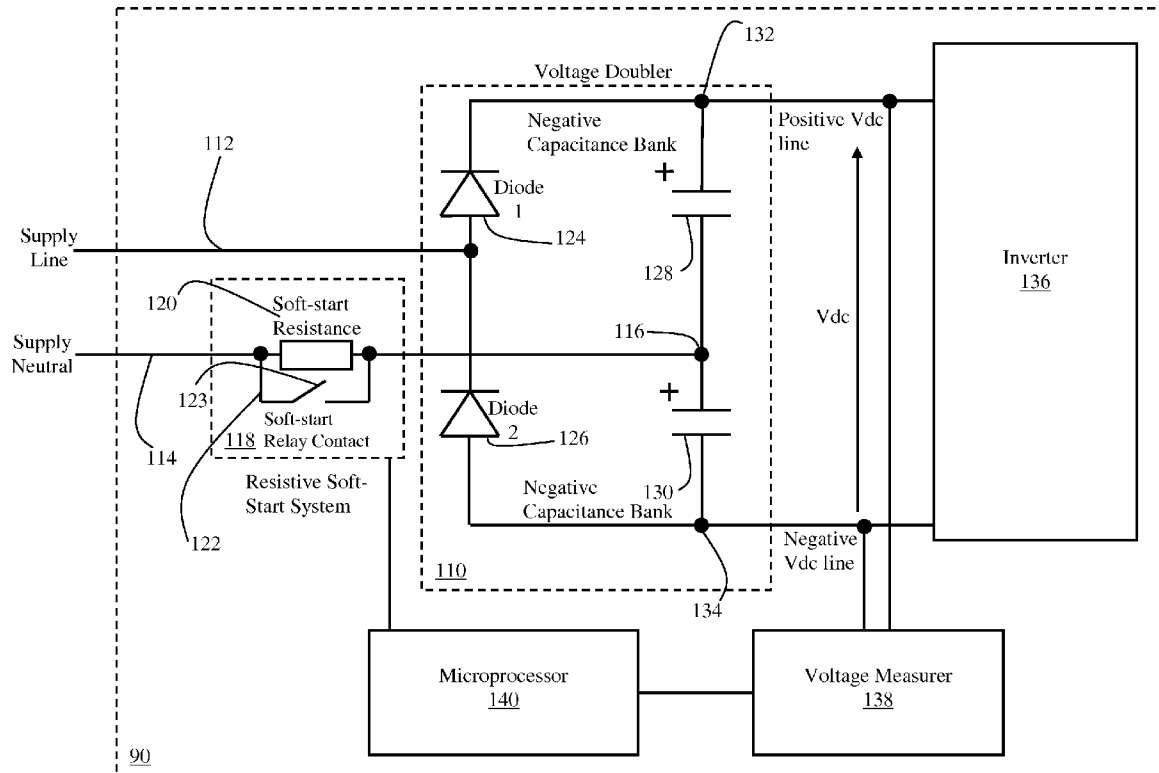 132
Voltage Doubler
112
Negative
Capacitance Bank
Positive Vdc
line
+
Diode
1
124
128
Supply
Line
Inverter
136
120
Soft-start
Resistance
116
Vdc
Supply
Neutral
123
+
Diode
2
126
Soft-start
118 Relay Contact
114
Resistive Soft-
Start System
130
Negative
Capacitance Bank
122
Negative
Vdc line
110
134
Microprocessor
140
Voltage Measurer
138
90